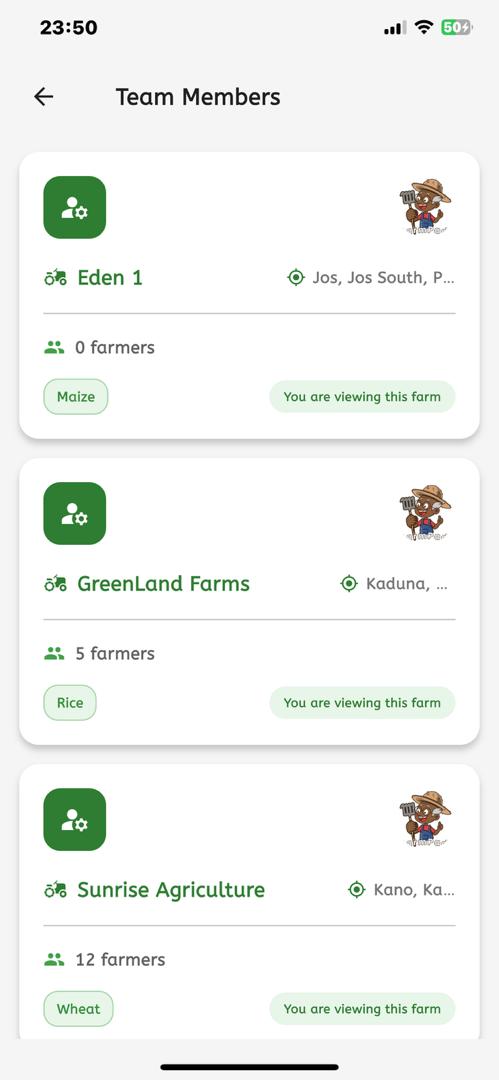 23:50
50
Team Members
Eden 1
Jos, Jos South, P...
0 farmers
Maize
You are viewing this farm
GreenLand Farms
Kaduna, ...
5 farmers
Rice
You are viewing this farm
Sunrise Agriculture
Kano, Ka...
12 farmers
Wheat
You are viewing this farm